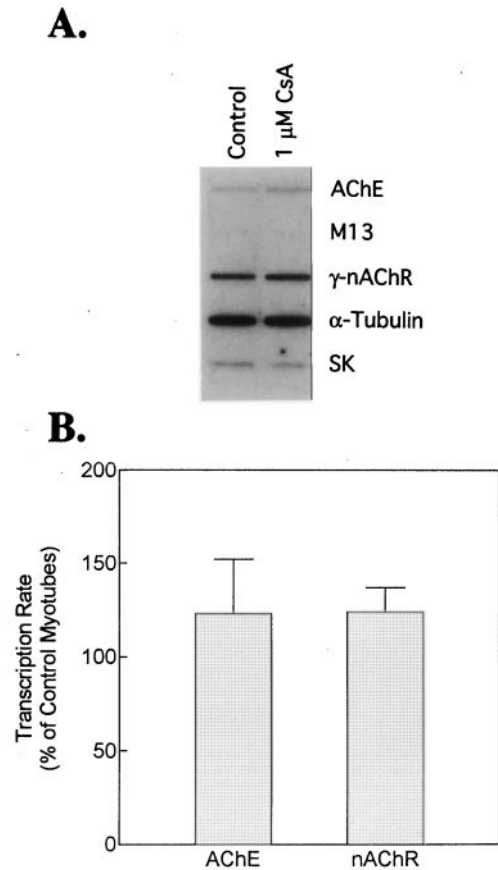 A.
Control
1 μM CsA
AChE
M13
γ-nAChR
α-Tubulin
SK
B.
Transcription Rate
(% of Control Myotubes)
200
150
100
50
0
AChE
nAChR